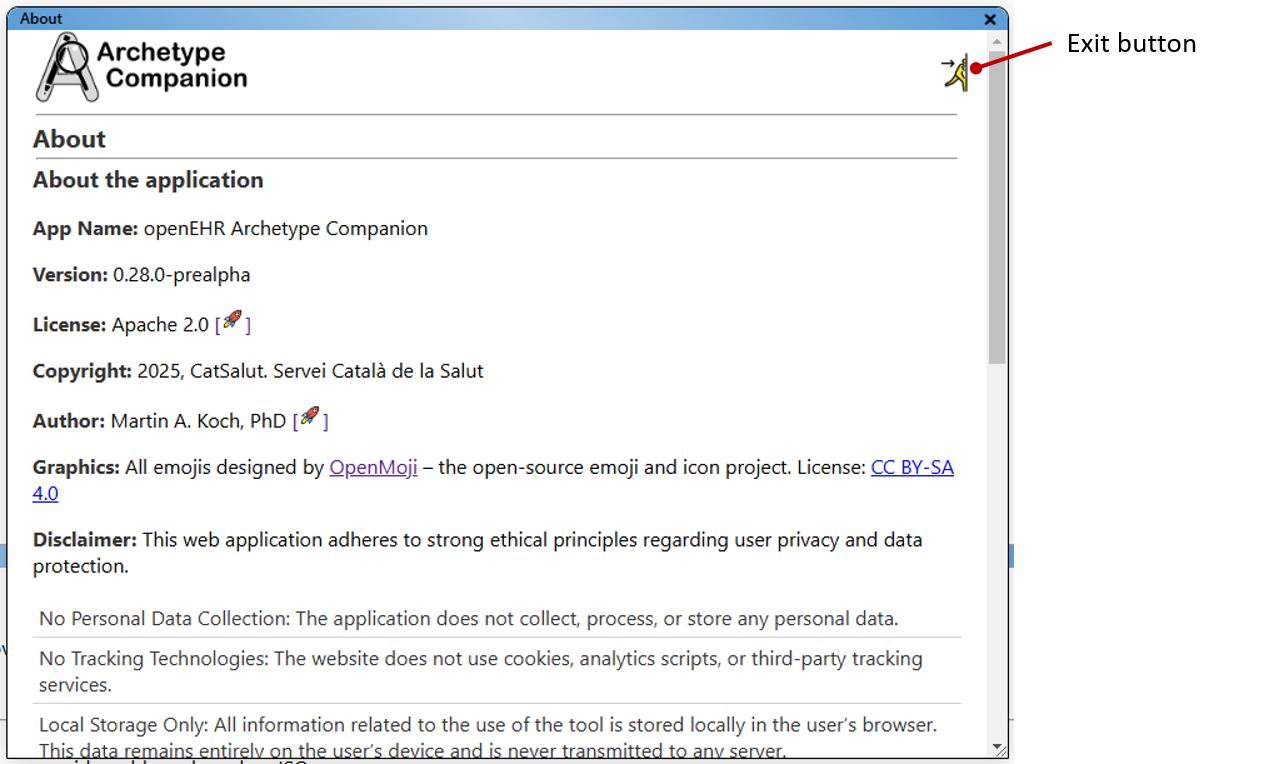 About
Archetype
Companion
Exit button
About
About the application
App Name: openEHR Archetype Companion
Version: 0.28.0-prealpha
License: Apache 2.0 []
Copyright: 2025, CatSalut. Servei Català de la Salut
Author: Martin A. Koch, PhD []
Graphics: All emojis designed by OpenMoji – the open-source emoji and icon project. License: CC BY-SA
4.0
Disclaimer: This web application adheres to strong ethical principles regarding user privacy and data
protection.
No Personal Data Collection: The application does not collect, process, or store any personal data.
No Tracking Technologies: The website does not use cookies, analytics scripts, or third-party tracking
services.
Local Storage Only: All information related to the use of the tool is stored locally in the user's browser.
This data remains entirely on the user's device and is never transmitted to any server.